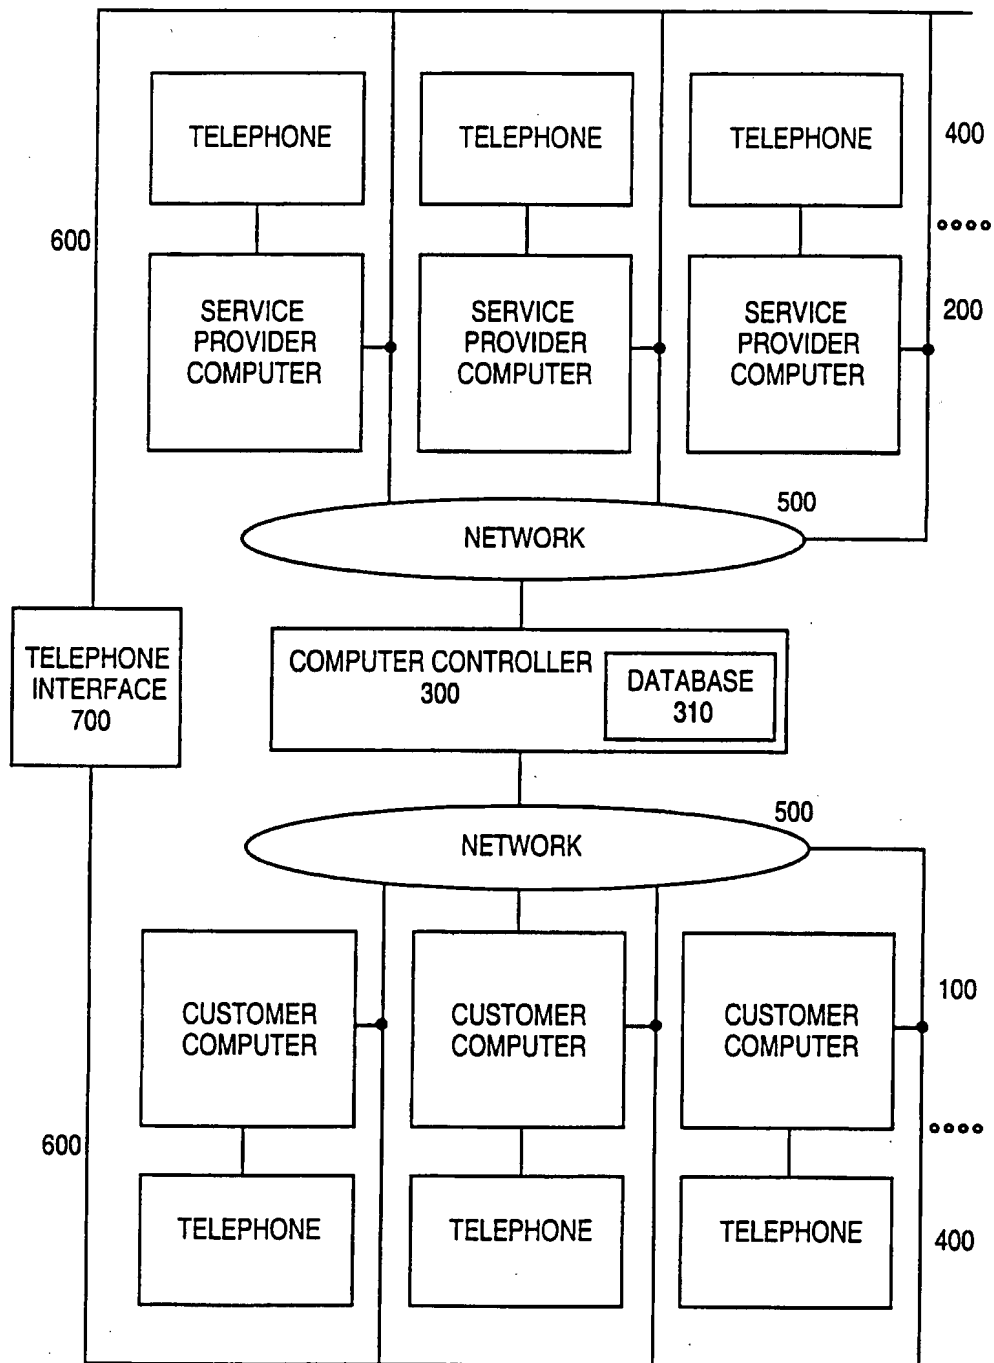 TELEPHONE
TELEPHONE
TELEPHONE
400
600
SERVICE
PROVIDER
COMPUTER
SERVICE
PROVIDER
COMPUTER
SERVICE
PROVIDER
COMPUTER
200
500
NETWORK
TELEPHONE
INTERFACE
700
COMPUTER CONTROLLER
300
DATABASE
310
500
NETWORK
CUSTOMER
COMPUTER
CUSTOMER
COMPUTER
CUSTOMER
COMPUTER
100
600
TELEPHONE
TELEPHONE
TELEPHONE
400